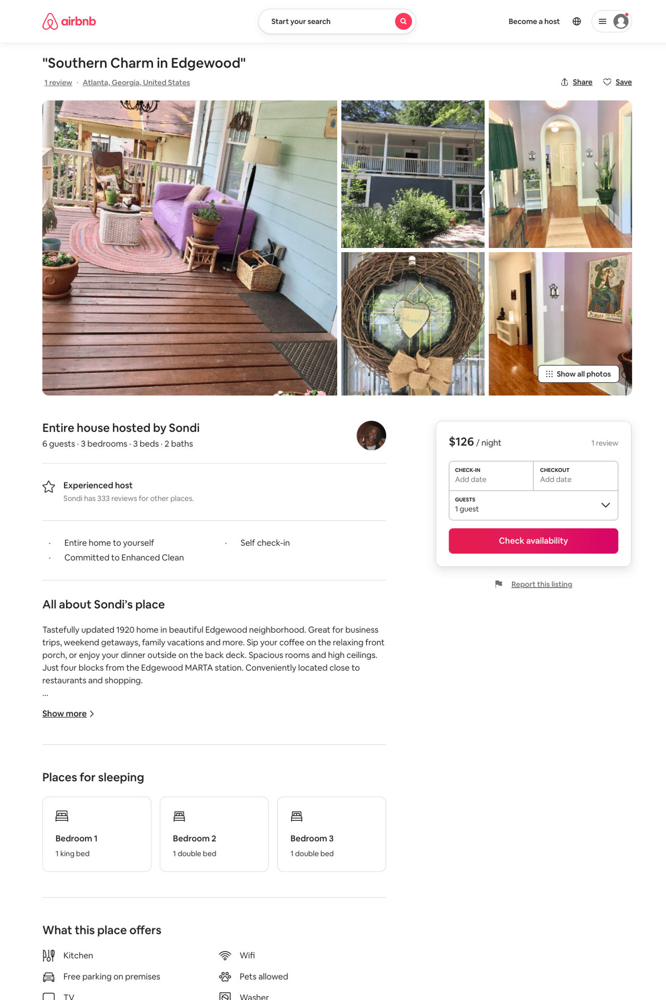 airbnb
Start your search
Become a host
"Southern Charm in Edgewood"
1 review · Atlanta, Georgia, United States
Share
Save
Serenity
LOUISIANA
Show all photos
Entire house hosted by Sondi
6 guests · 3 bedrooms · 3 beds · 2 baths
$126 / night
1 review
CHECK-IN
Add date
CHECKOUT
Add date
GUESTS
1 guest
Check availability
Report this listing
Experienced host
Sondi has 333 reviews for other places.
· Entire home to yourself
· Self check-in
· Committed to Enhanced Clean
All about Sondi’s place
Tastefully updated 1920 home in beautiful Edgewood neighborhood. Great for business
trips, weekend getaways, family vacations and more. Sip your coffee on the relaxing front
porch, or enjoy your dinner outside on the back deck. Spacious rooms and high ceilings.
Just four blocks from the Edgewood MARTA station. Conveniently located close to
restaurants and shopping.
...
Show more
Places for sleeping
Bedroom 1
1 king bed
Bedroom 2
1 double bed
Bedroom 3
1 double bed
What this place offers
Kitchen
Wifi
Free parking on premises
Pets allowed
TV
Washer